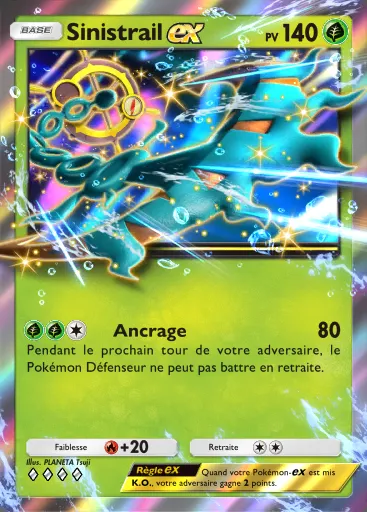 BASE Sinistrail ex PV 140
Ancrage 80
Pendant le prochain tour de votre adversaire, le
Pokémon Défenseur ne peut pas battre en retraite.
Faiblesse +20 Retraite
Illus. PLANETA Tsuji
Règle ex Quand votre Pokémon-ex est mis
K.O., votre adversaire gagne 2 points.